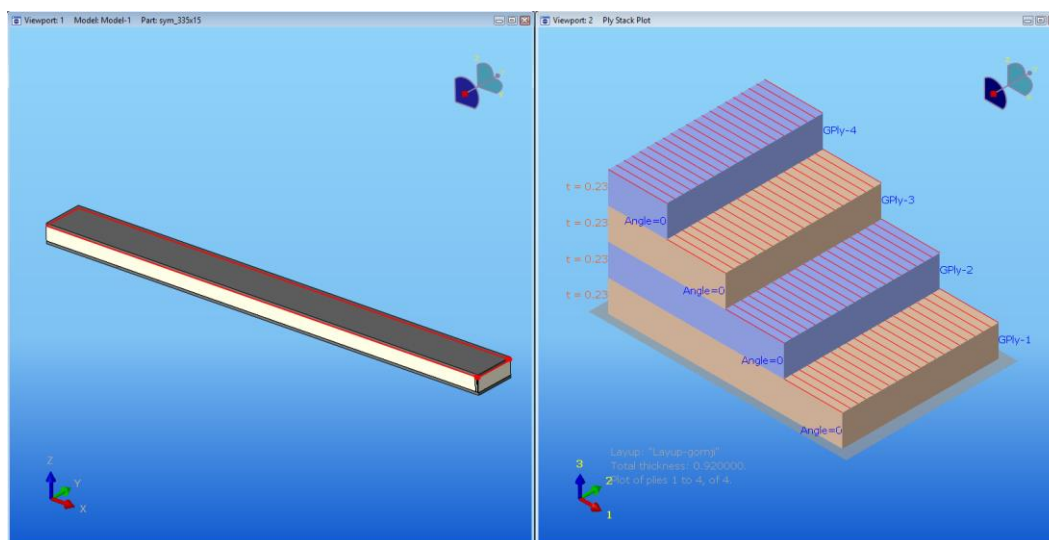 Viewport: 1 Model: Model-1 Part: sym_335x15
Z
Y
X
Viewport: 2 Ply Stack Plot
GPly-4
t = 0.23
Angle=0
GPly-3
t = 0.23
Angle=0
GPly-2
t = 0.23
Angle=0
GPly-1
t = 0.23
Angle=0
Layup: "Layup-gornji"
Total thickness: 0.920000.
Plot of plies 1 to 4, of 4.
3
2
1